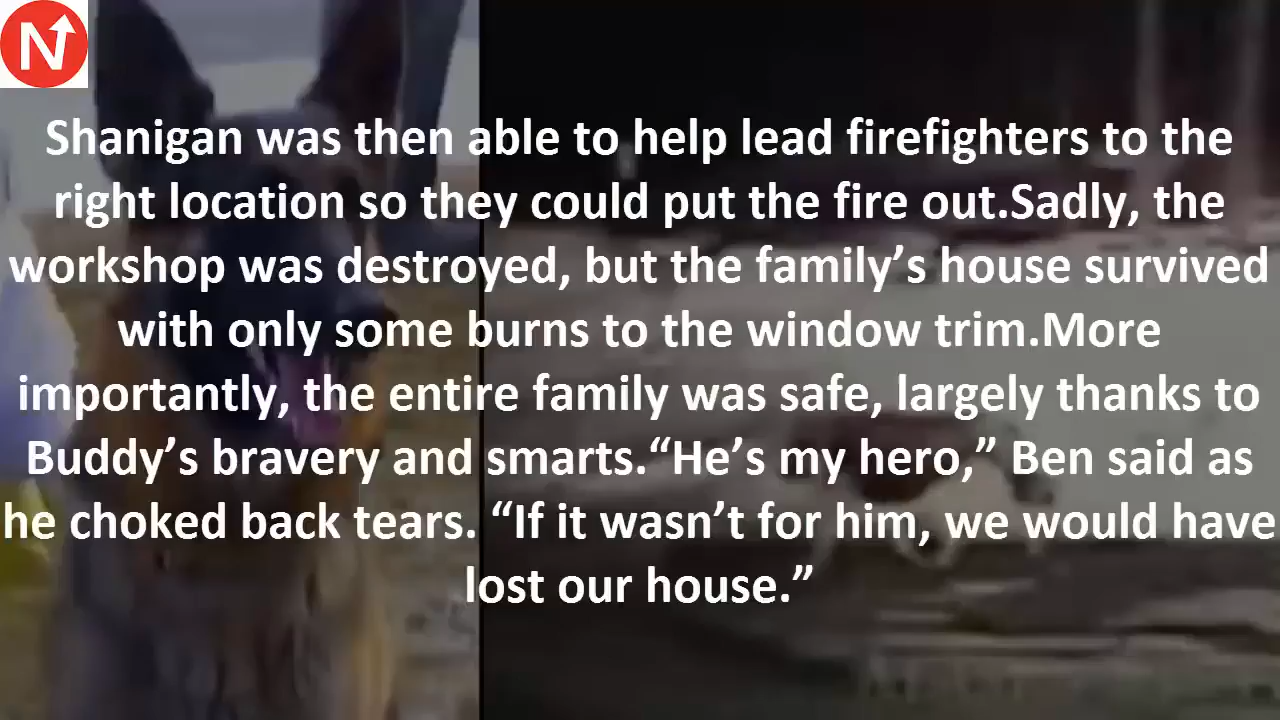 N
Shanigan was then able to help lead firefighters to the
right location so they could put the fire out.Sadly, the
workshop was destroyed, but the family’s house survived
with only some burns to the window trim.More
importantly, the entire family was safe, largely thanks to
Buddy’s bravery and smarts.“He’s my hero,” Ben said as
he choked back tears. “If it wasn’t for him, we would have
lost our house.”